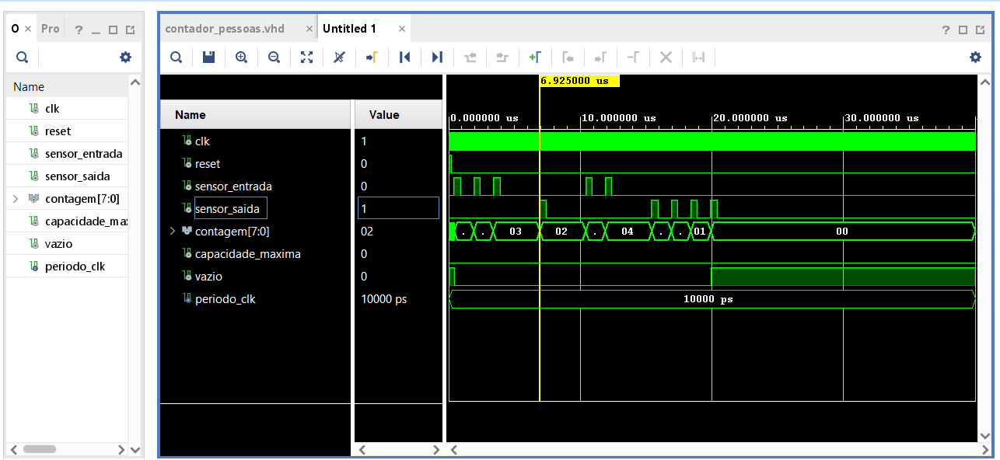 O Pro
Name
clk
reset
sensor_entrada
sensor_saida
contagem[7:0]
capacidade_ma
vazio
periodo_clk
contador_pessoas.vhd Untitled 1
6.925000 us
Name Value
0.000000 us 10.000000 us 20.000000 us 30.000000 us
clk 1
reset 0
sensor_entrada 0
sensor_saida 1
contagem[7:0] 02 . . 03 02 . 04 . . 01 00
capacidade_maxima 0
vazio 0
periodo_clk 10000 ps 10000 ps